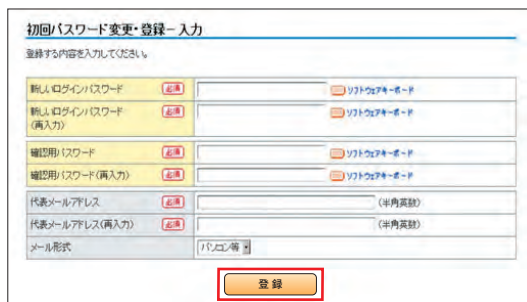 初回パスワード変更・登録－入力
登録する内容を入力してください。
新しいログインパスワード 必須 ソフトウェアキーボード
新しいログインパスワード 必須 ソフトウェアキーボード
(再入力)
確認用パスワード 必須 ソフトウェアキーボード
確認用パスワード(再入力) 必須 ソフトウェアキーボード
代表メールアドレス 必須 (半角英数)
代表メールアドレス(再入力) 必須 (半角英数)
メール形式 パソコン等
登録